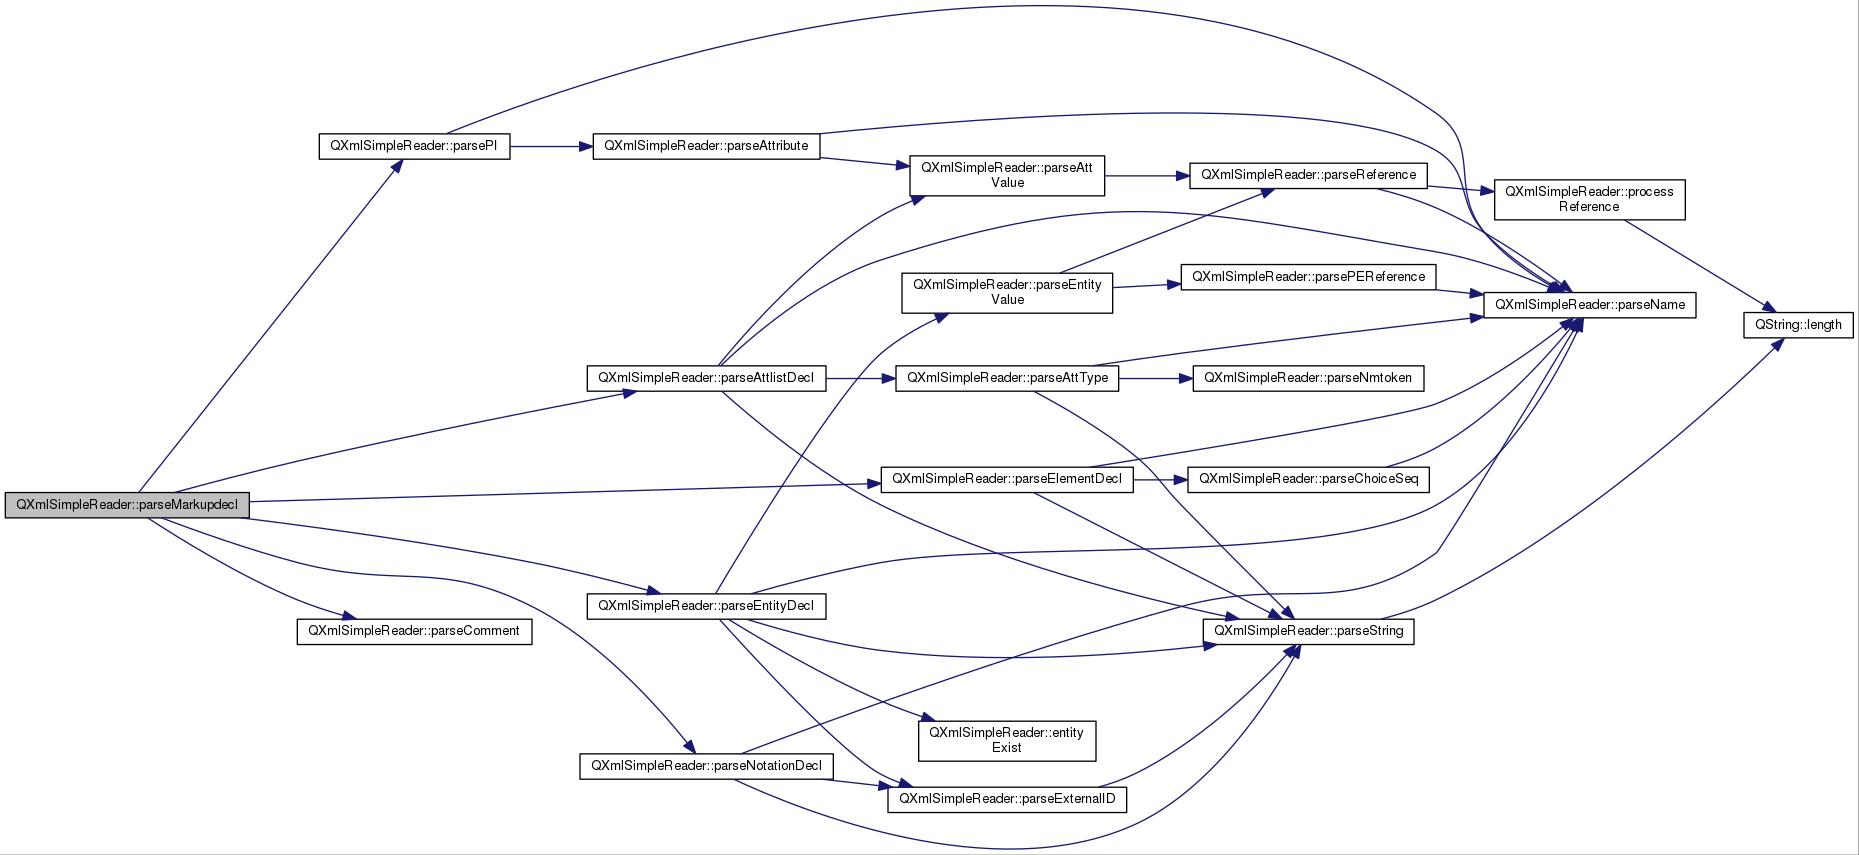 QXmlSimpleReader::parsePI
QXmlSimpleReader::parseAttribute
QXmlSimpleReader::parseAtt
Value
QXmlSimpleReader::parseReference
QXmlSimpleReader::process
Reference
QXmlSimpleReader::parseEntity
Value
QXmlSimpleReader::parsePEReference
QXmlSimpleReader::parseName
QString::length
QXmlSimpleReader::parseAttlistDecl
QXmlSimpleReader::parseAttType
QXmlSimpleReader::parseNmtoken
QXmlSimpleReader::parseMarkupdecl
QXmlSimpleReader::parseElementDecl
QXmlSimpleReader::parseChoiceSeq
QXmlSimpleReader::parseEntityDecl
QXmlSimpleReader::parseComment
QXmlSimpleReader::parseString
QXmlSimpleReader::entity
Exist
QXmlSimpleReader::parseNotationDecl
QXmlSimpleReader::parseExternalID